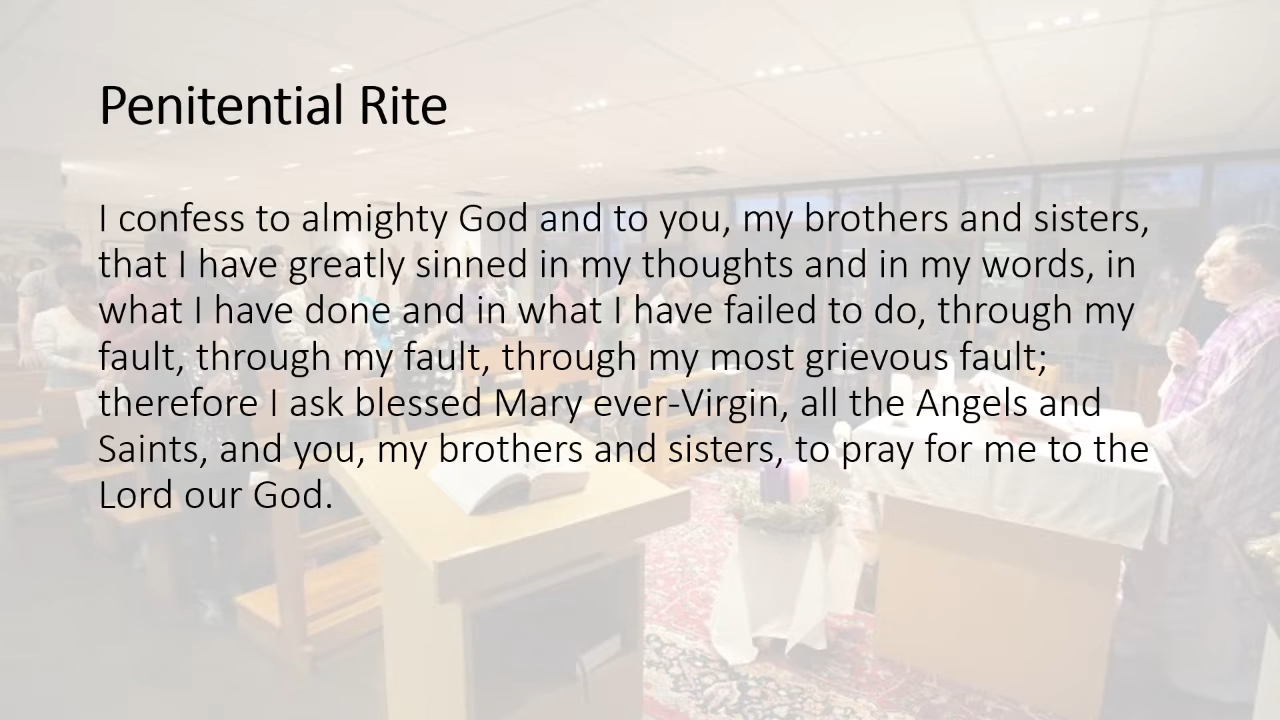 Penitential Rite
I confess to almighty God and to you, my brothers and sisters,
that I have greatly sinned in my thoughts and in my words, in
what I have done and in what I have failed to do, through my
fault, through my fault, through my most grievous fault;
therefore I ask blessed Mary ever-Virgin, all the Angels and
Saints, and you, my brothers and sisters, to pray for me to the
Lord our God.